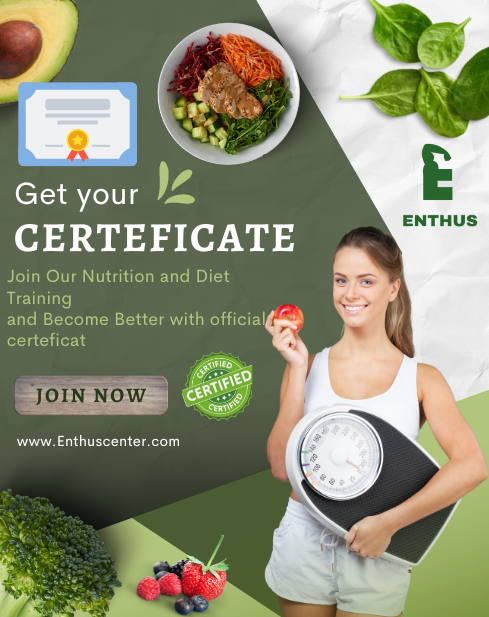 Get your
CERTEFICATE
Join Our Nutrition and Diet
Training
and Become Better with official
certeficat
JOIN NOW
CERTIFIED
CERTIFIED
CERTIFIED
www.Enthuscenter.com
E
ENTHUS